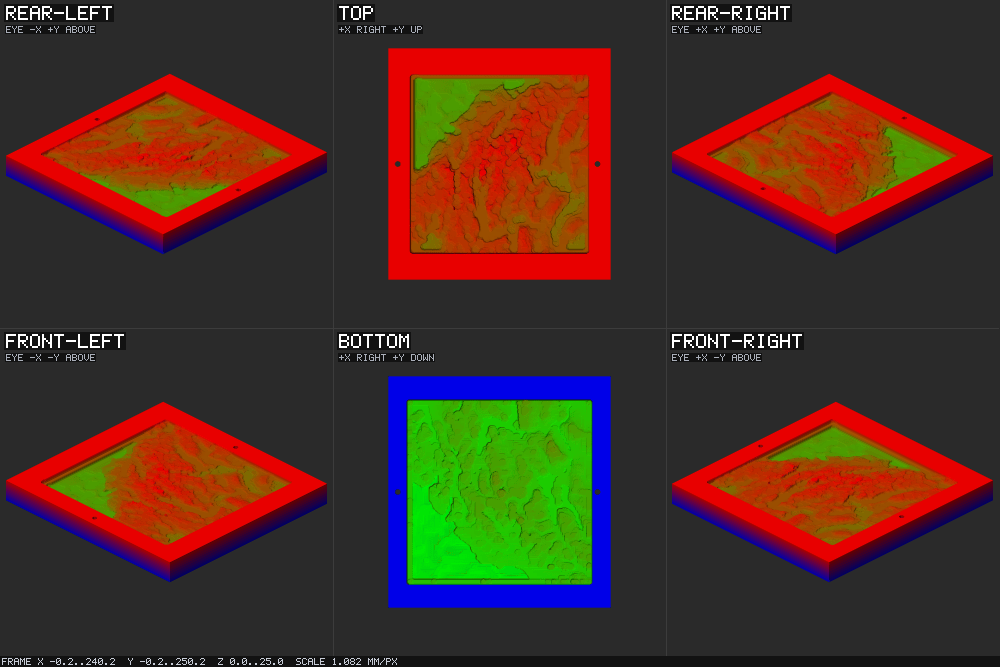 REAR-LEFT
EYE -X +Y ABOVE
TOP
+X RIGHT +Y UP
REAR-RIGHT
EYE +X +Y ABOVE
FRONT-LEFT
EYE -X -Y ABOVE
BOTTOM
+X RIGHT +Y DOWN
FRONT-RIGHT
EYE +X -Y ABOVE
FRAME X -0.2..240.2 Y -0.2..250.2 Z 0.0..25.0 SCALE 1.082 MM/PX